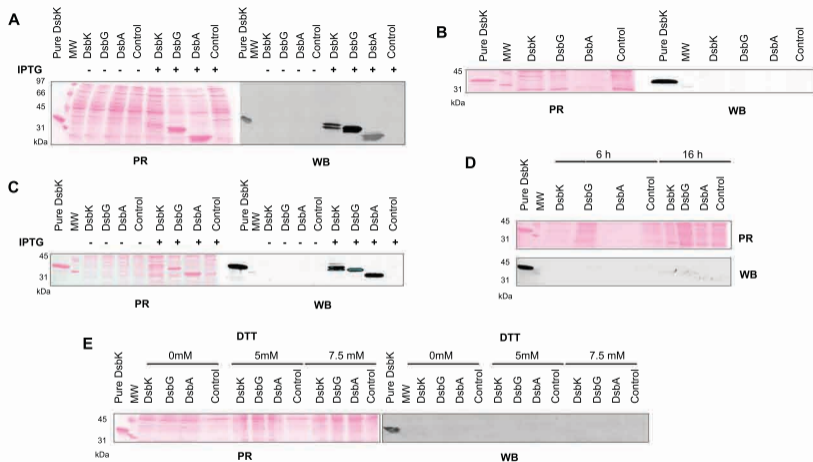 A
Pure DsbK
MW
DsbK
DsbG
DsbA
Control
DsbK
DsbG
DsbA
Control
Pure DsbK
MW
DsbK
DsbG
DsbA
Control
DsbK
DsbG
DsbA
Control
IPTG - - - - + + + + - - - - + + + +
97
66
45
31
kDa
PR WB
B
Pure DsbK
MW
DsbK
DsbG
DsbA
Control
Pure DsbK
MW
DsbK
DsbG
DsbA
Control
45
31
kDa
PR WB
C
Pure DsbK
MW
DsbK
DsbG
DsbA
Control
DsbK
DsbG
DsbA
Control
Pure DsbK
MW
DsbK
DsbG
DsbA
Control
DsbK
DsbG
DsbA
Control
IPTG - - - - + + + + - - - - + + + +
45
31
kDa
PR WB
D
6 h 16 h
Pure DsbK
MW
DsbK
DsbG
DsbA
Control
DsbK
DsbG
DsbA
Control
45
31
PR
45
31
WB
kDa
E
DTT DTT
0mM 5mM 7.5 mM 0mM 5mM 7.5 mM
Pure DsbK
MW
DsbK
DsbG
DsbA
Control
DsbK
DsbG
DsbA
Control
DsbK
DsbG
DsbA
Control
Pure DsbK
MW
DsbK
DsbG
DsbA
Control
DsbK
DsbG
DsbA
Control
DsbK
DsbG
DsbA
Control
45
31
kDa
PR WB